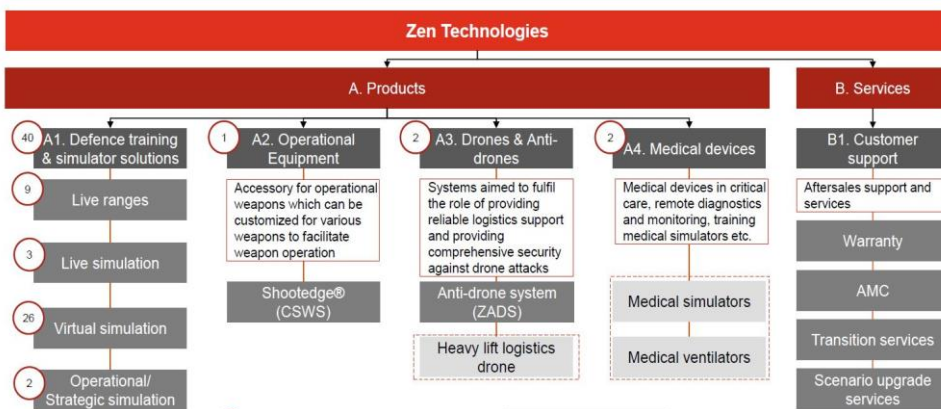 Zen Technologies
A. Products
B. Services
40
A1. Defence training
& simulator solutions
1
A2. Operational
Equipment
2
A3. Drones & Anti-
drones
2
A4. Medical devices
B1. Customer
support
9
Live ranges
3
Live simulation
26
Virtual simulation
2
Operational/
Strategic simulation
Accessory for operational
weapons which can be
customized for various
weapons to facilitate
weapon operation
Shootedge®
(CSWS)
Systems aimed to fulfil
the role of providing
reliable logistics support
and providing
comprehensive security
against drone attacks
Anti-drone system
(ZADS)
Heavy lift logistics
drone
Medical devices in critical
care, remote diagnostics
and monitoring, training
medical simulators etc.
Medical simulators
Medical ventilators
Aftersales support and
services
Warranty
AMC
Transition services
Scenario upgrade
services